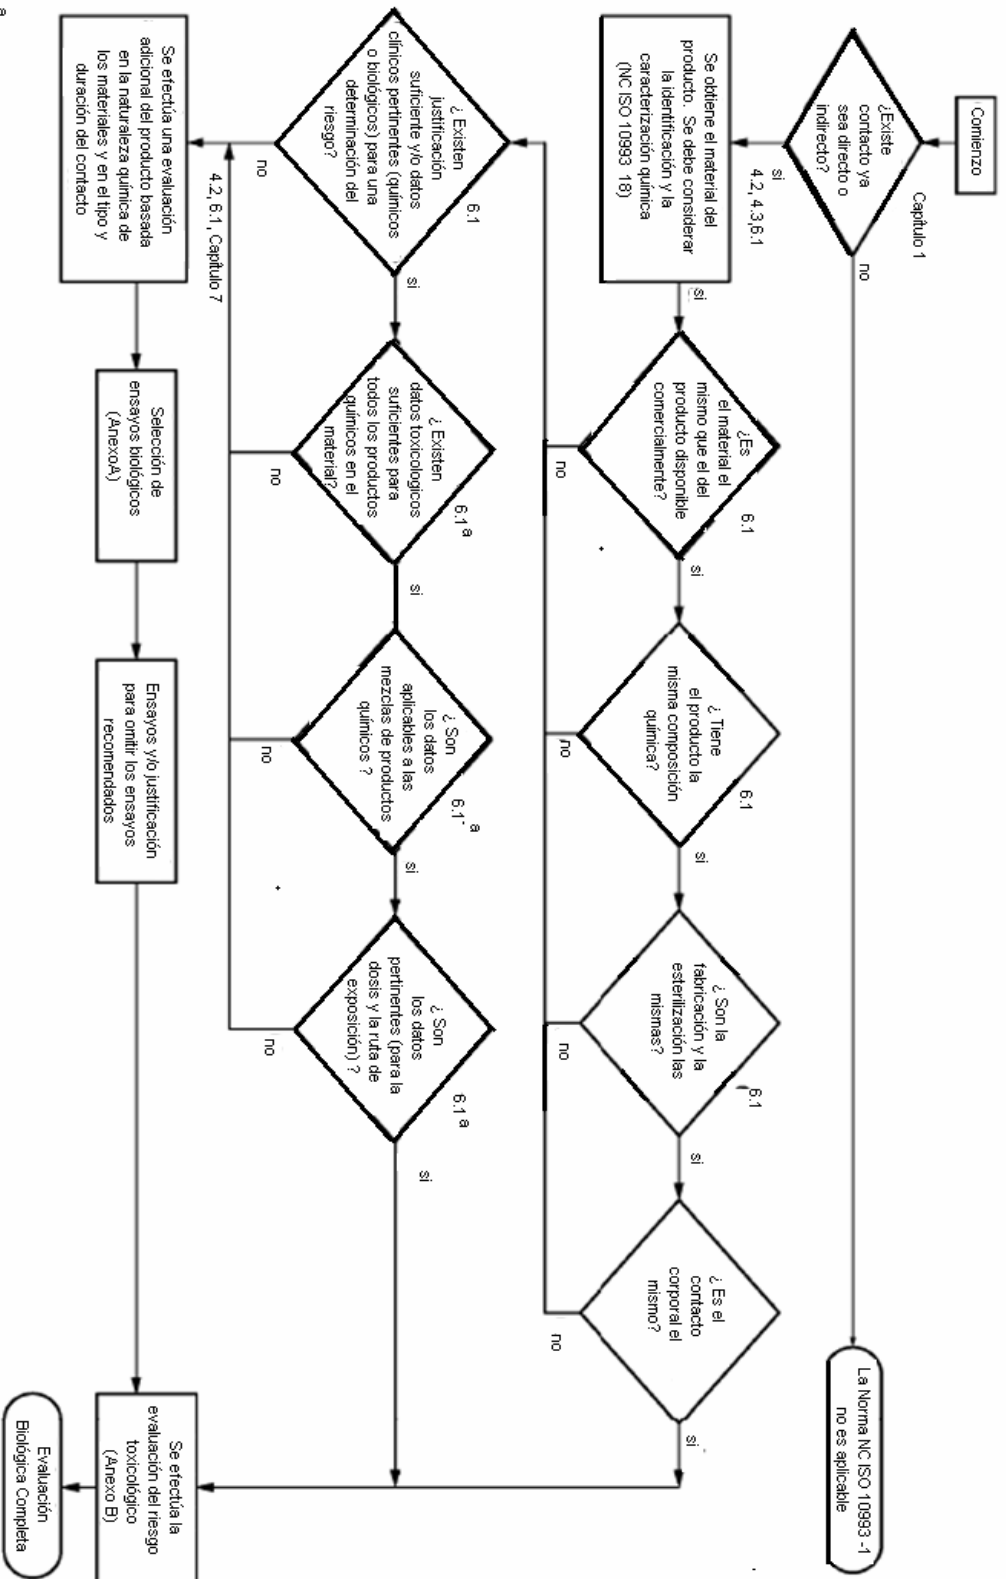 Comienzo
¿Existe
contacto ya
sea directo o
indirecto?
Capítulo 1
no
La Norma NC ISO 10993 -1
no es aplicable
si
4.2, 4.3,6.1
Se obtiene el material del
producto. Se debe considerar
la identificación y la
caracterización química
(NC ISO 10993 18)
si
¿Es
el material el
mismo que el del
producto disponible
comercialmente?
6.1
no
si
¿ Tiene
el producto la
misma composición
química?
6.1
no
si
¿ Son la
fabricación y la
esterilización las
mismas?
6.1
no
si
¿ Es el
contacto
corporal el
mismo?
no
si
¿ Existen
justificación
suficiente y/o datos
clínicos pertinentes (químicos
o biológicos) para una
determinación del
riesgo?
6.1
no
si
¿ Existen
datos toxicologicos
suficientes para
todos los productos
químicos en el
material?
6.1 a
no
si
¿ Son
los datos
aplicables a las
mezclas de productos
químicos ?
6.1 a
no
si
¿ Son
los datos
pertinentes (para la
dosis y la ruta de
exposición) ?
6.1 a
no
si
4.2, 6.1, Capítulo 7
Se efectúa una evaluación
adicional del producto basada
en la naturaleza química de
los materiales y en el tipo y
duración del contacto
Selección de
ensayos biológicos
(AnexoA)
Ensayos y/o justificación
para omitir los ensayos
recomendados
Se efectúa la
evaluación del riesgo
toxicológico
(Anexo B)
Evaluación
Biológica Completa
a